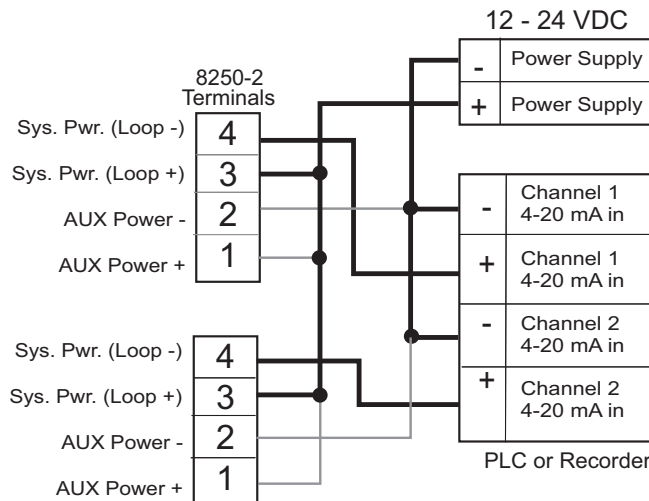 12 - 24 VDC
- Power Supply
+ Power Supply
8250-2
Terminals
Sys. Pwr. (Loop -) 4
Sys. Pwr. (Loop +) 3
AUX Power - 2
AUX Power + 1
- Channel 1
4-20 mA in
+ Channel 1
4-20 mA in
- Channel 2
4-20 mA in
+ Channel 2
4-20 mA in
PLC or Recorder
Sys. Pwr. (Loop -) 4
Sys. Pwr. (Loop +) 3
AUX Power - 2
AUX Power + 1